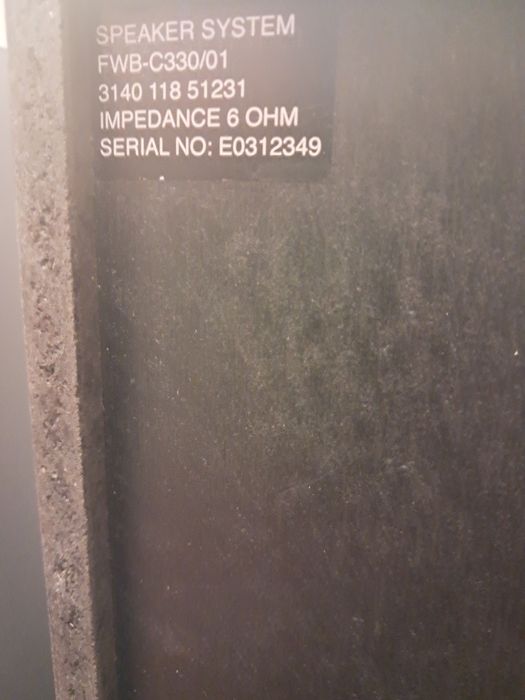 SPEAKER SYSTEM
FWB-C330/01
3140 118 51231
IMPEDANCE 6 OHM
SERIAL NO: E0312349